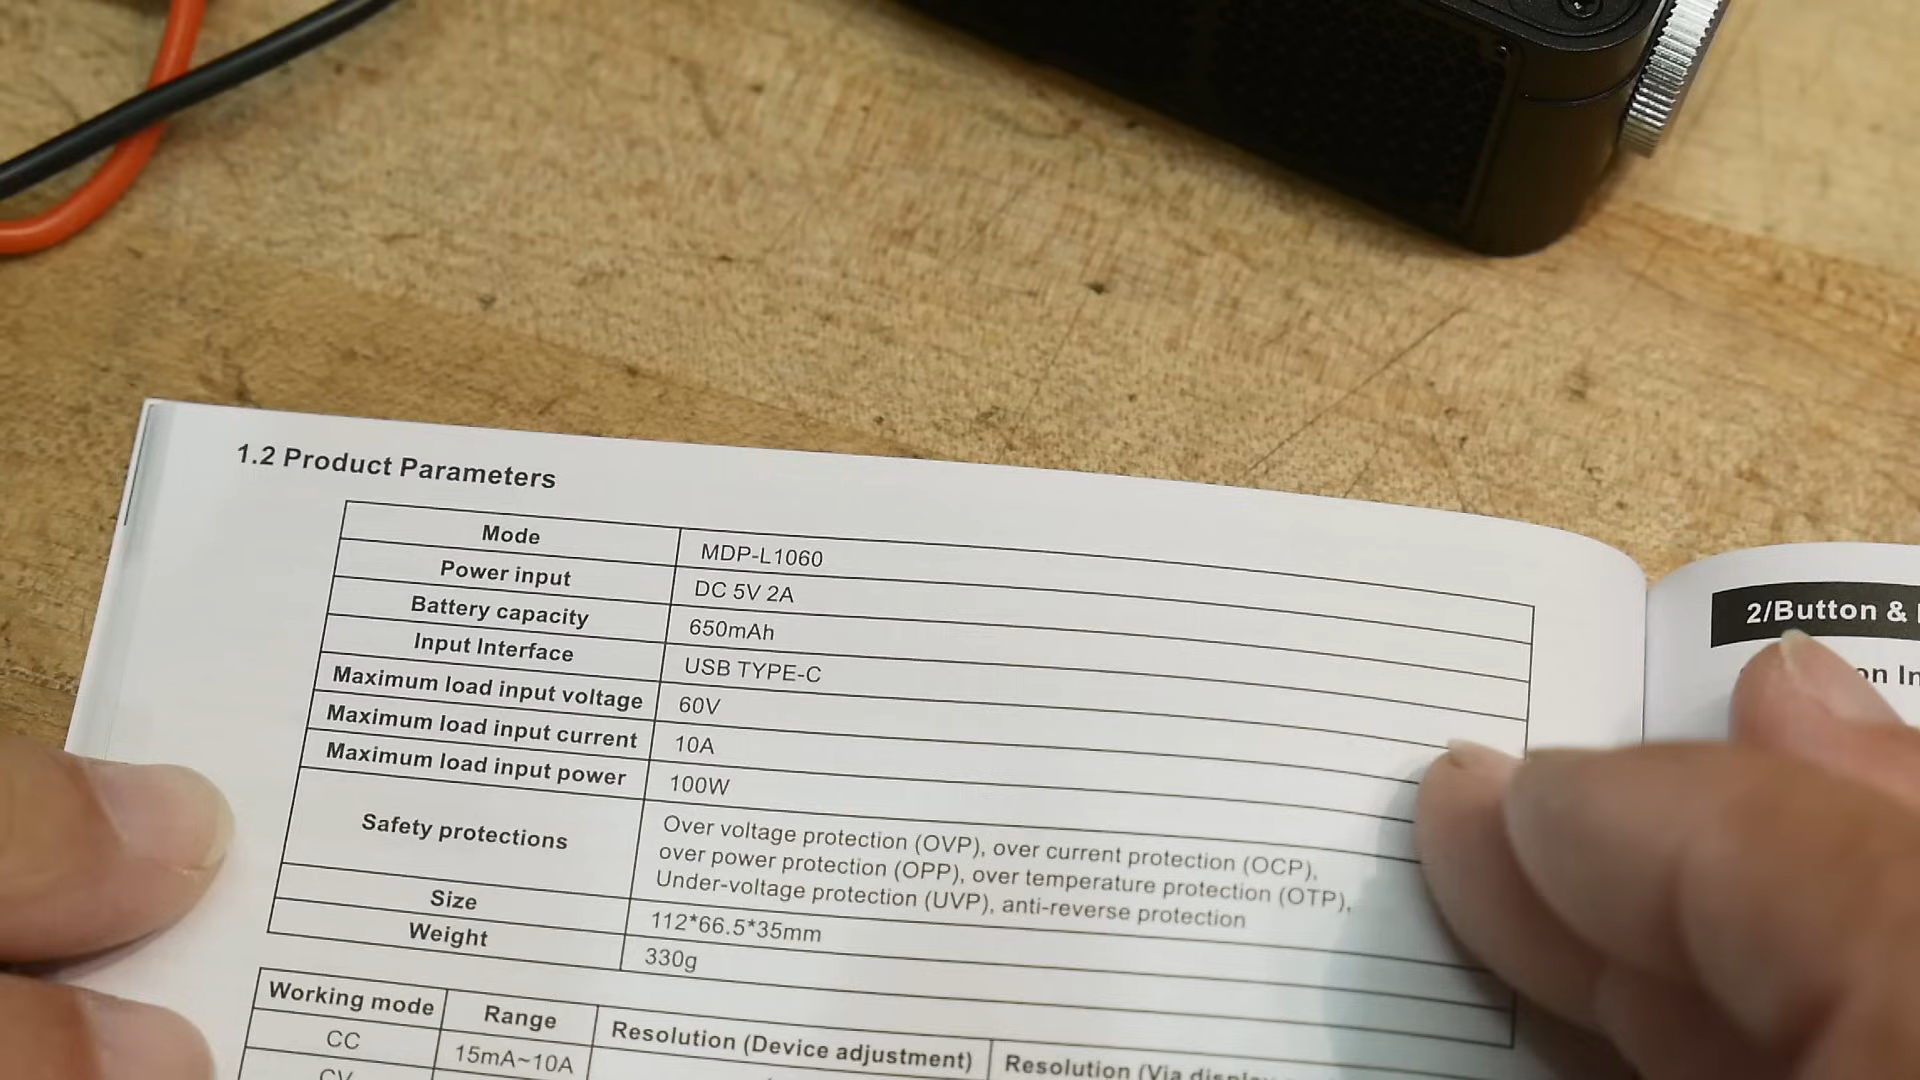 1.2 Product Parameters
Mode MDP-L1060
Power input DC 5V 2A
Battery capacity 650mAh
Input Interface USB TYPE-C
Maximum load input voltage 60V
Maximum load input current 10A
Maximum load input power 100W
Safety protections Over voltage protection (OVP), over current protection (OCP),
over power protection (OPP), over temperature protection (OTP),
Under-voltage protection (UVP), anti-reverse protection
Size 112*66.5*35mm
Weight 330g
Working mode Range Resolution (Device adjustment) Resolution (Via
CC 15mA~10A
CV
2/Button &